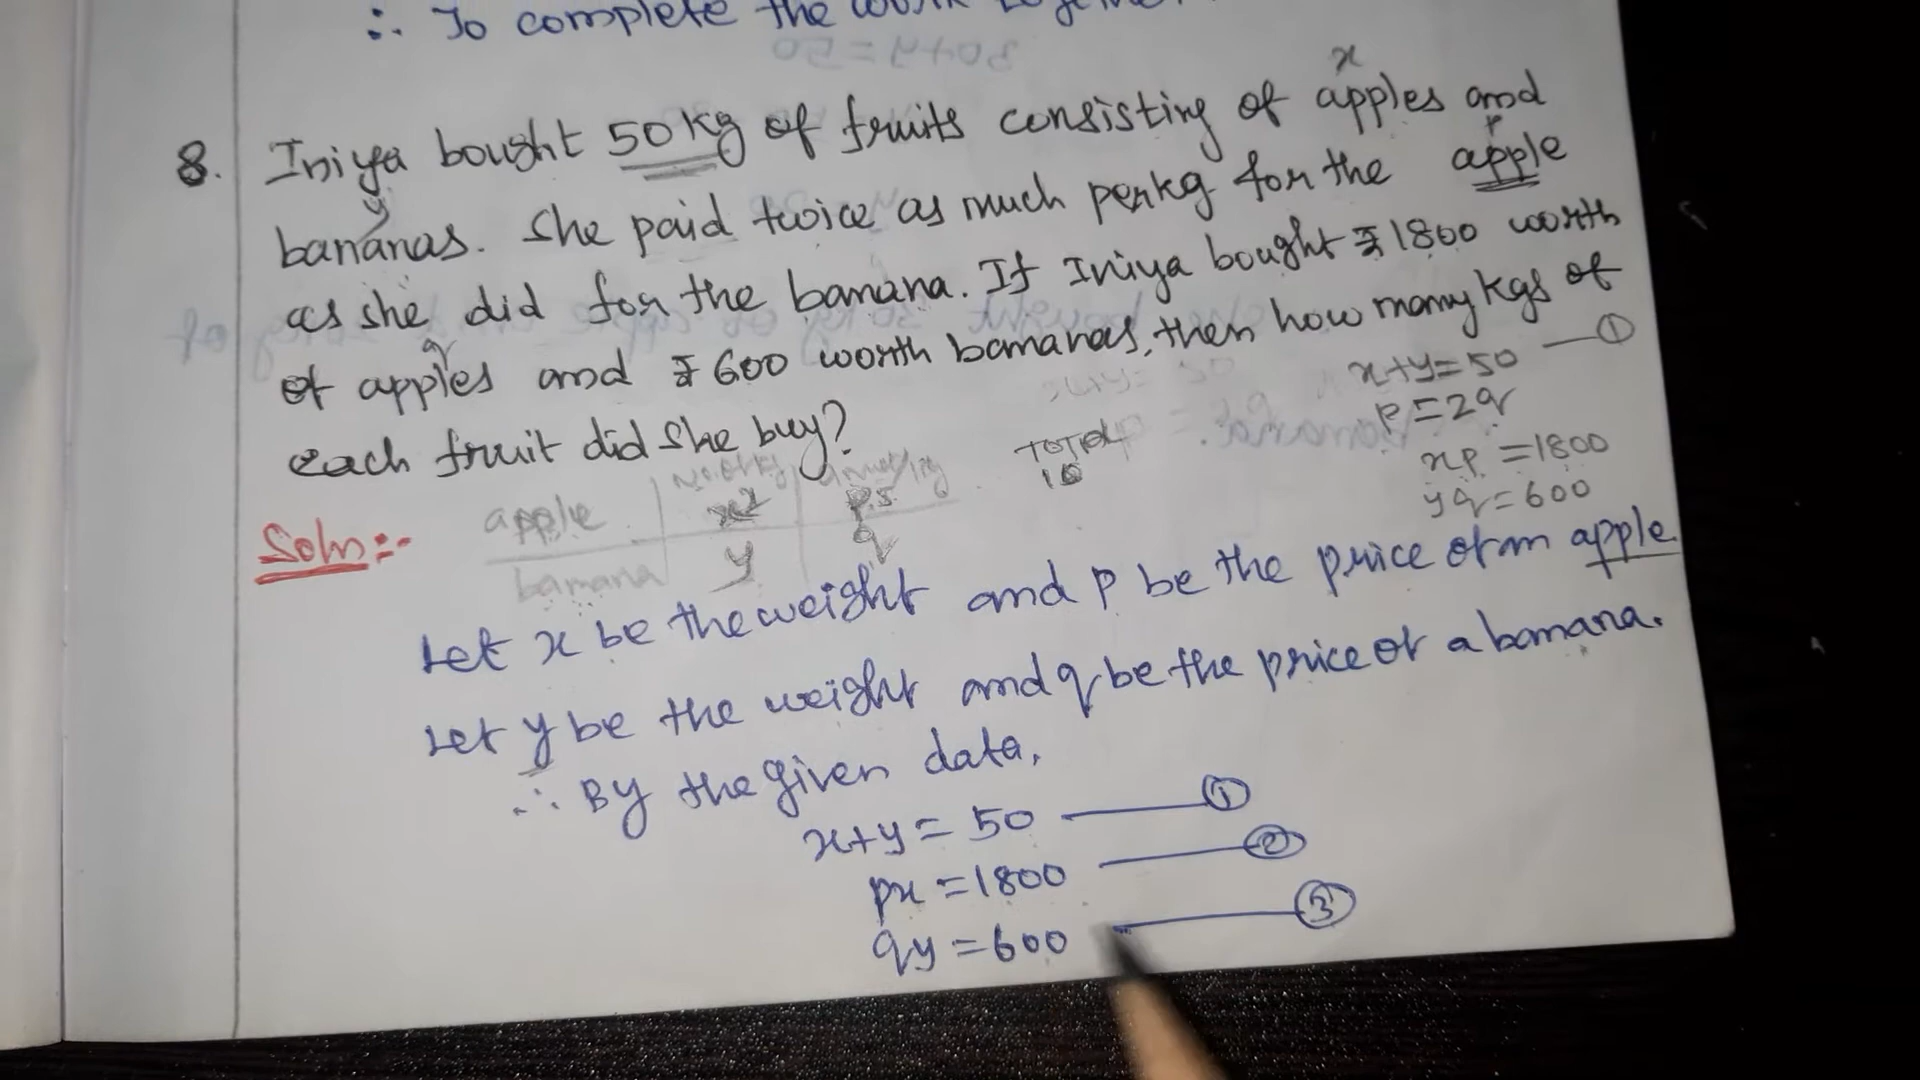 ∴ To complete the work
x
8. Iniya bought 50 kg of fruits consisting of apples and
y p
bananas. She paid twice as much per kg for the apple
as she did for the banana. If Iniya bought ₹ 1800 worth
q
of apples and ₹ 600 worth bananas, then how many kgs of
each fruit did she buy?
x+y=50 — ①
p=2q
xp=1800
yq=600
TOTAL
10
apple
banana y q
Soln:-
Let x be the weight and p be the price of an apple.
Let y be the weight and q be the price of a banana.
∴ By the given data,
x+y=50 — ①
px=1800 — ②
qy=600 — ③